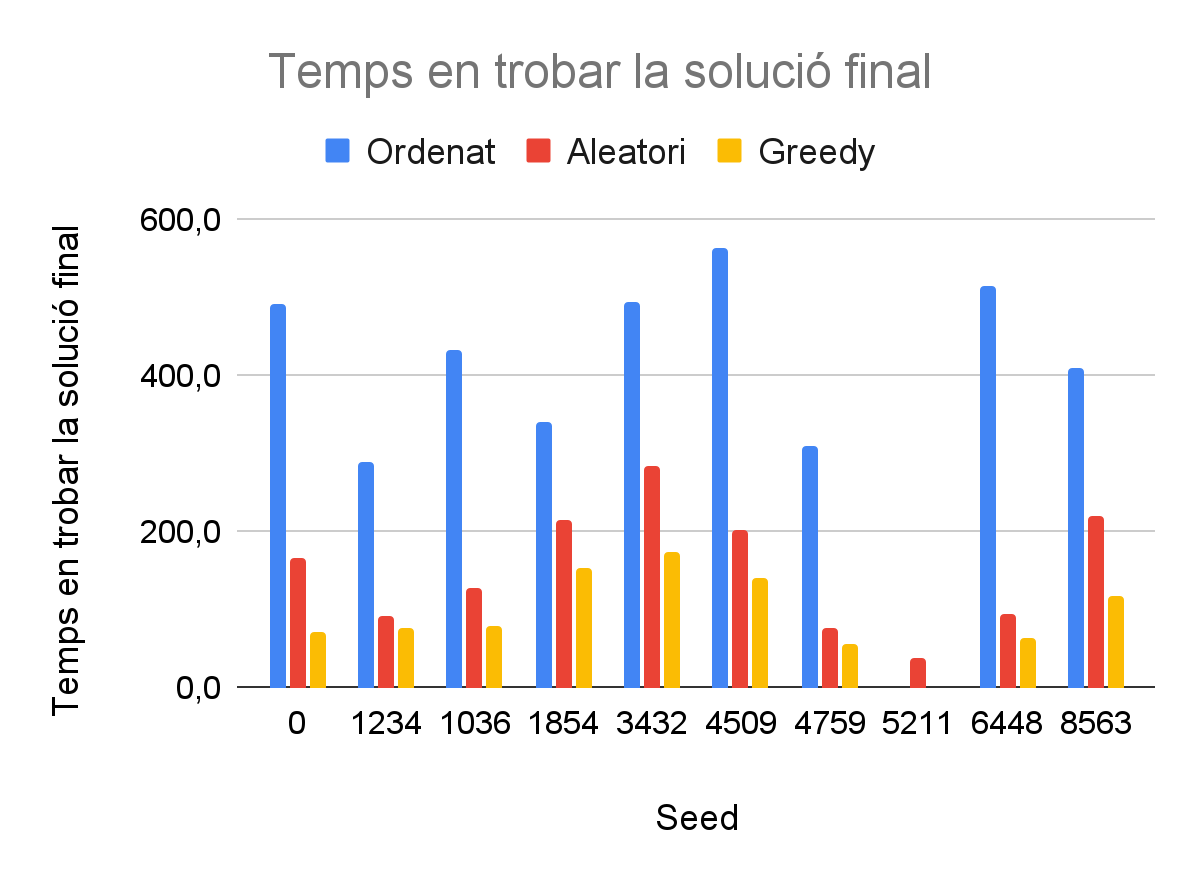 Temps en trobar la solució final
Ordenat Aleatori Greedy
Temps en trobar la solució final
600,0
400,0
200,0
0,0
0 1234 1036 1854 3432 4509 4759 5211 6448 8563
Seed